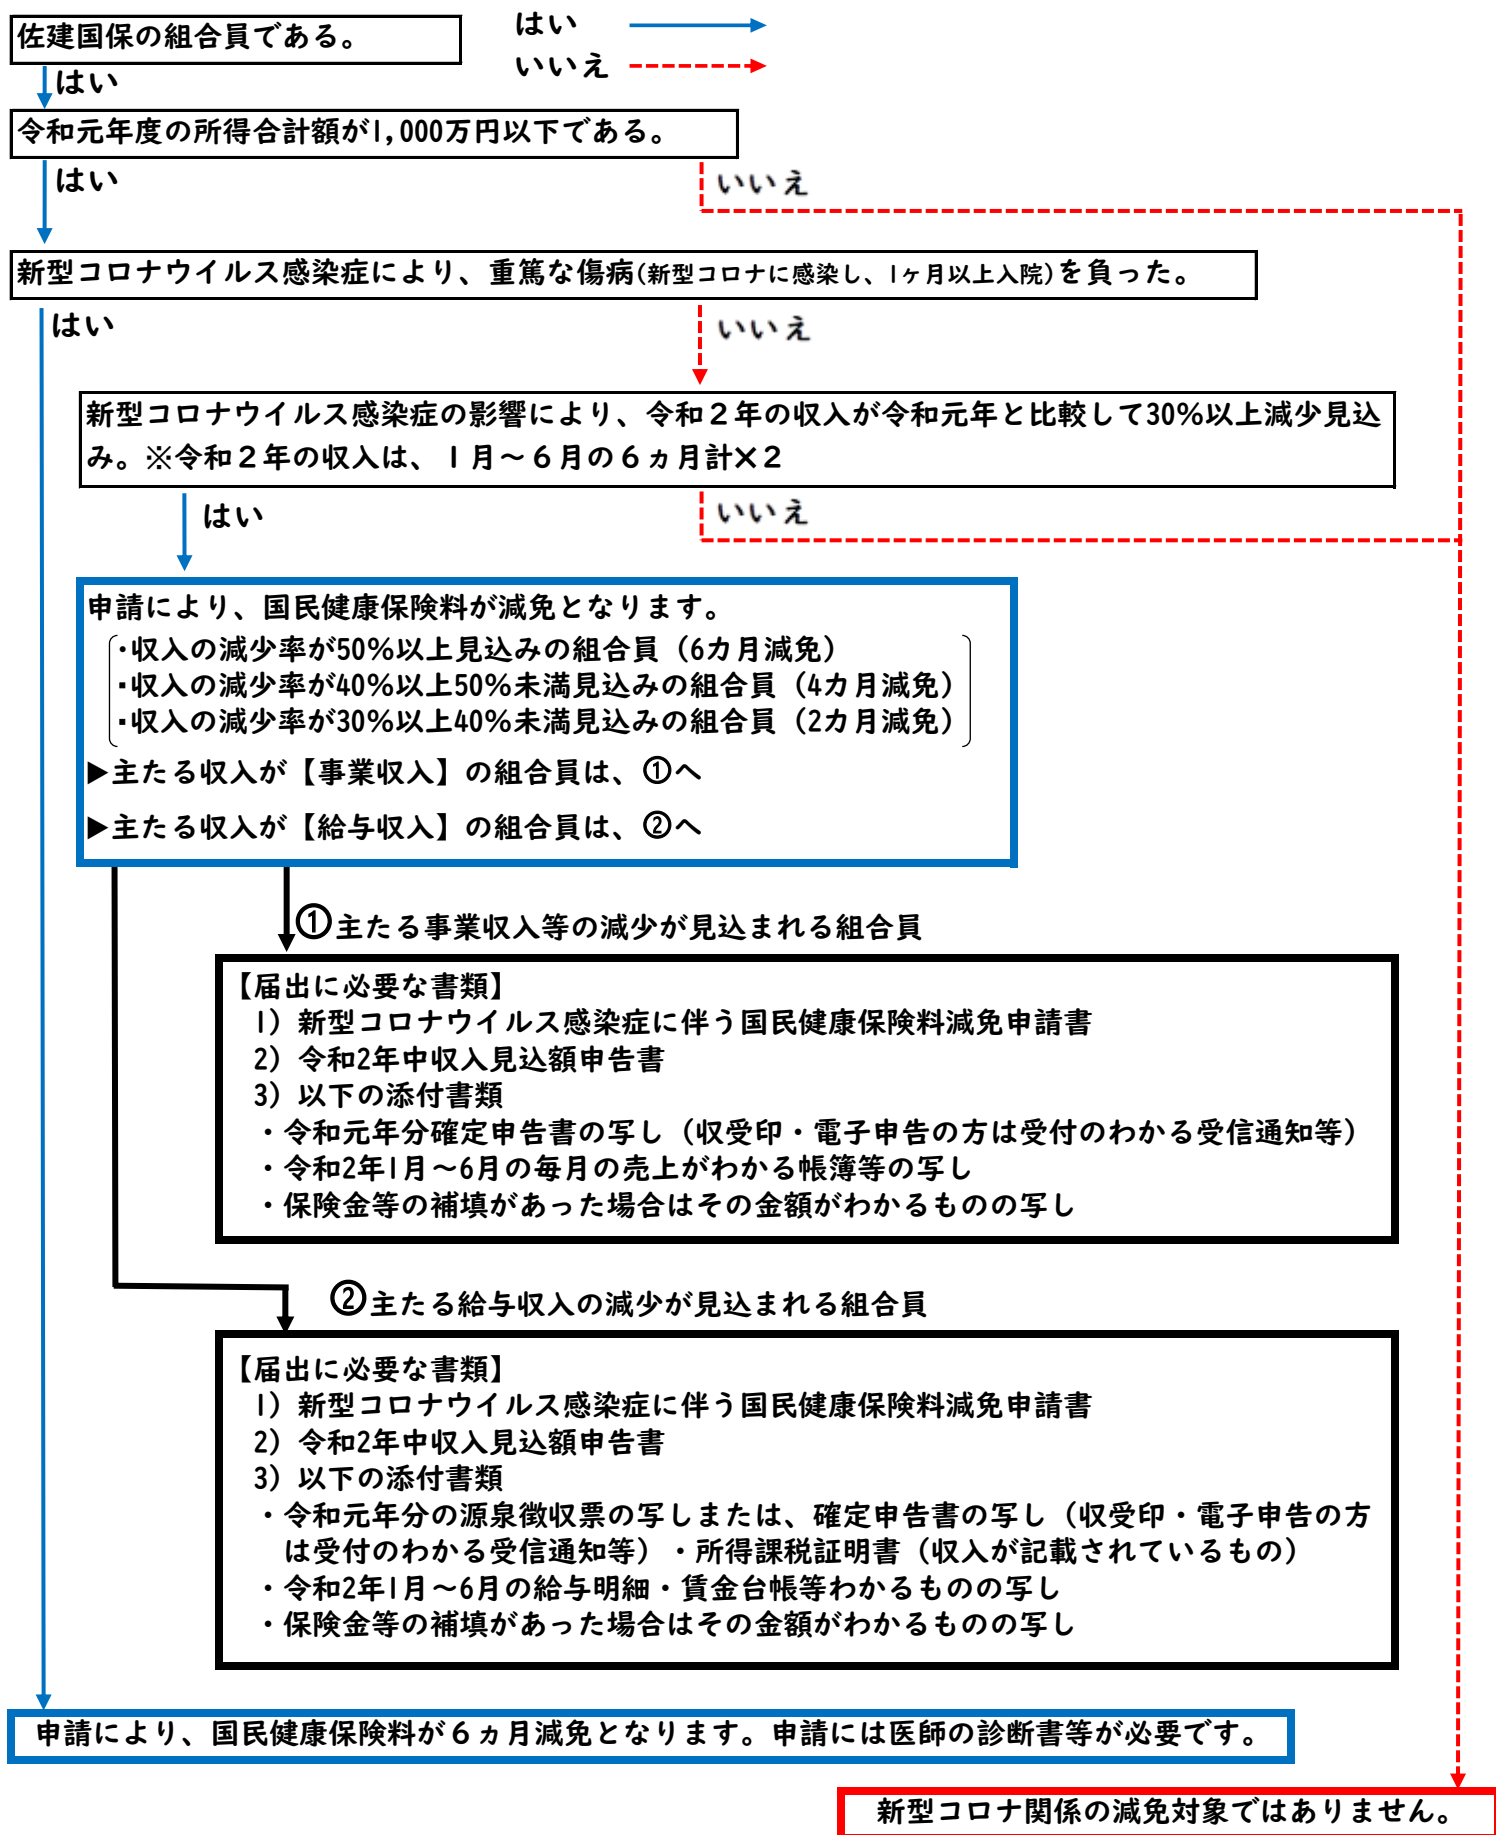 佐建国保の組合員である。
はい
いいえ
はい
令和元年度の所得合計額が1,000万円以下である。
はい
いいえ
新型コロナウイルス感染症により、重篤な傷病(新型コロナに感染し、1ヶ月以上入院)を負った。
はい
いいえ
新型コロナウイルス感染症の影響により、令和２年の収入が令和元年と比較して30%以上減少見込
み。※令和２年の収入は、１月～６月の６ヵ月計×２
はい
いいえ
申請により、国民健康保険料が減免となります。
・収入の減少率が50%以上見込みの組合員（6カ月減免）
・収入の減少率が40%以上50%未満見込みの組合員（4カ月減免）
・収入の減少率が30%以上40%未満見込みの組合員（2カ月減免）
▶主たる収入が【事業収入】の組合員は、①へ
▶主たる収入が【給与収入】の組合員は、②へ
①主たる事業収入等の減少が見込まれる組合員
【届出に必要な書類】
1）新型コロナウイルス感染症に伴う国民健康保険料減免申請書
2）令和2年中収入見込額申告書
3）以下の添付書類
・令和元年分確定申告書の写し（収受印・電子申告の方は受付のわかる受信通知等）
・令和2年1月～6月の毎月の売上がわかる帳簿等の写し
・保険金等の補填があった場合はその金額がわかるものの写し
②主たる給与収入の減少が見込まれる組合員
【届出に必要な書類】
1）新型コロナウイルス感染症に伴う国民健康保険料減免申請書
2）令和2年中収入見込額申告書
3）以下の添付書類
・令和元年分の源泉徴収票の写しまたは、確定申告書の写し（収受印・電子申告の方
は受付のわかる受信通知等）・所得課税証明書（収入が記載されているもの）
・令和2年1月～6月の給与明細・賃金台帳等わかるものの写し
・保険金等の補填があった場合はその金額がわかるものの写し
申請により、国民健康保険料が６ヵ月減免となります。申請には医師の診断書等が必要です。
新型コロナ関係の減免対象ではありません。